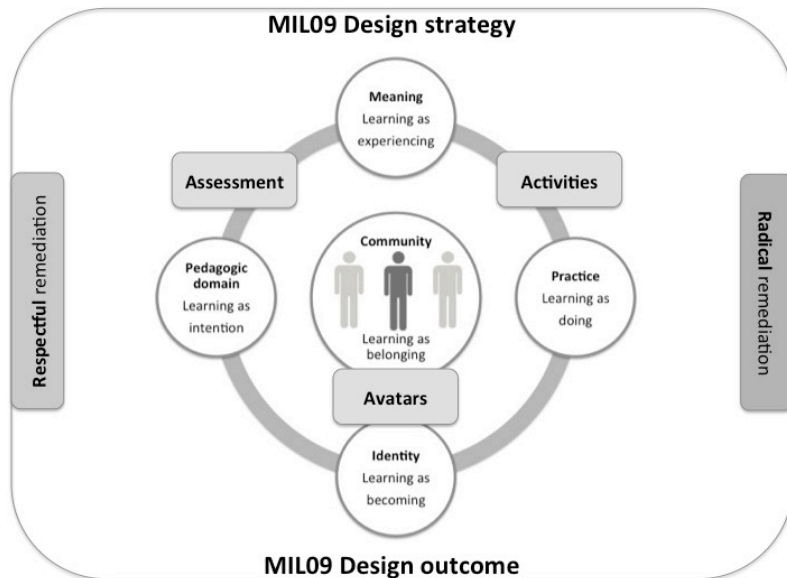 MIL09 Design strategy
Meaning
Learning as
experiencing
Assessment
Activities
Respectful remediation
Pedagogic
domain
Learning as
intention
Community
Learning as
belonging
Practice
Learning as
doing
Radical remediation
Avatars
Identity
Learning as
becoming
MIL09 Design outcome